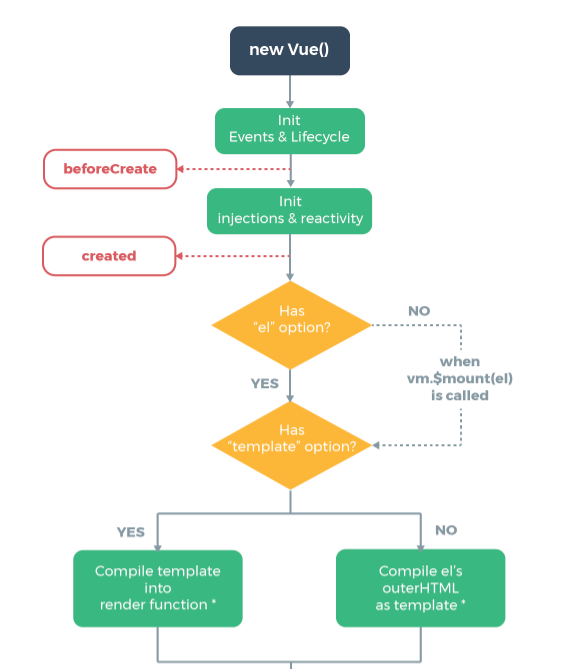 new Vue()
Init
Events & Lifecycle
beforeCreate
Init
injections & reactivity
created
Has
“el” option?
NO
when
vm.$mount(el)
is called
YES
Has
“template” option?
YES
NO
Compile template
into
render function *
Compile el’s
outerHTML
as template *